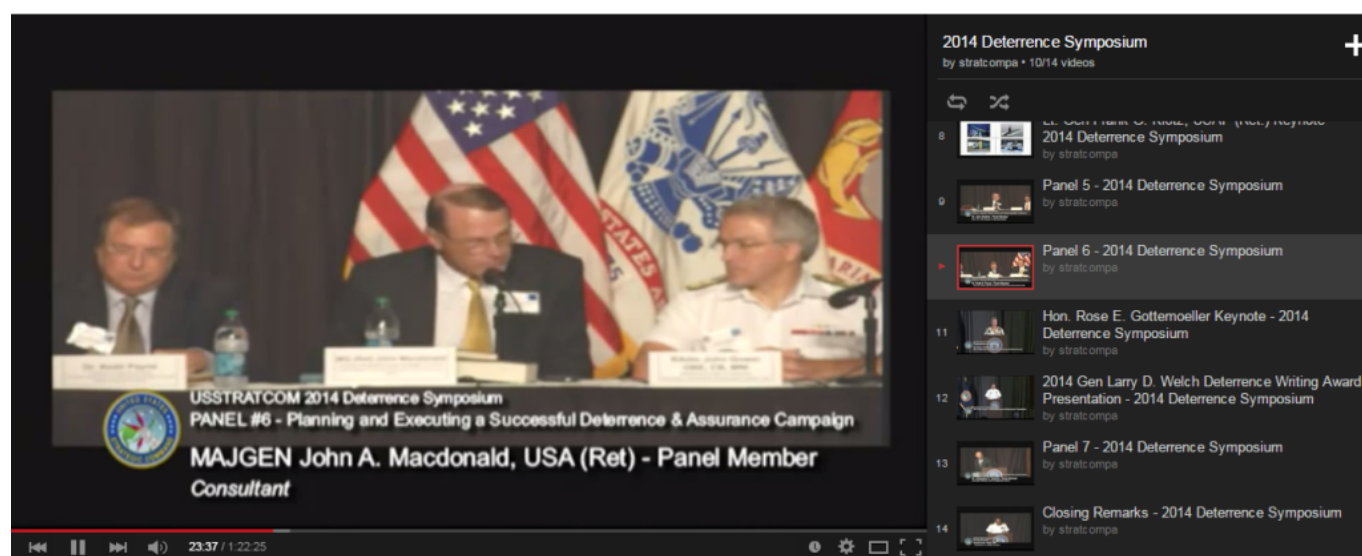 USSTRATCOM 2014 Deterrence Symposium
PANEL #6 - Planning and Executing a Successful Deterrence & Assurance Campaign
MAJGEN John A. Macdonald, USA (Ret) - Panel Member
Consultant
23:37 / 1:22:25
2014 Deterrence Symposium
by stratcompa • 10/14 videos
8
2014 Deterrence Symposium
by stratcompa
9
Panel 5 - 2014 Deterrence Symposium
by stratcompa
Panel 6 - 2014 Deterrence Symposium
by stratcompa
11
Hon. Rose E. Gottemoeller Keynote - 2014
Deterrence Symposium
by stratcompa
12
2014 Gen Larry D. Welch Deterrence Writing Award
Presentation - 2014 Deterrence Symposium
by stratcompa
13
Panel 7 - 2014 Deterrence Symposium
by stratcompa
14
Closing Remarks - 2014 Deterrence Symposium
by stratcompa